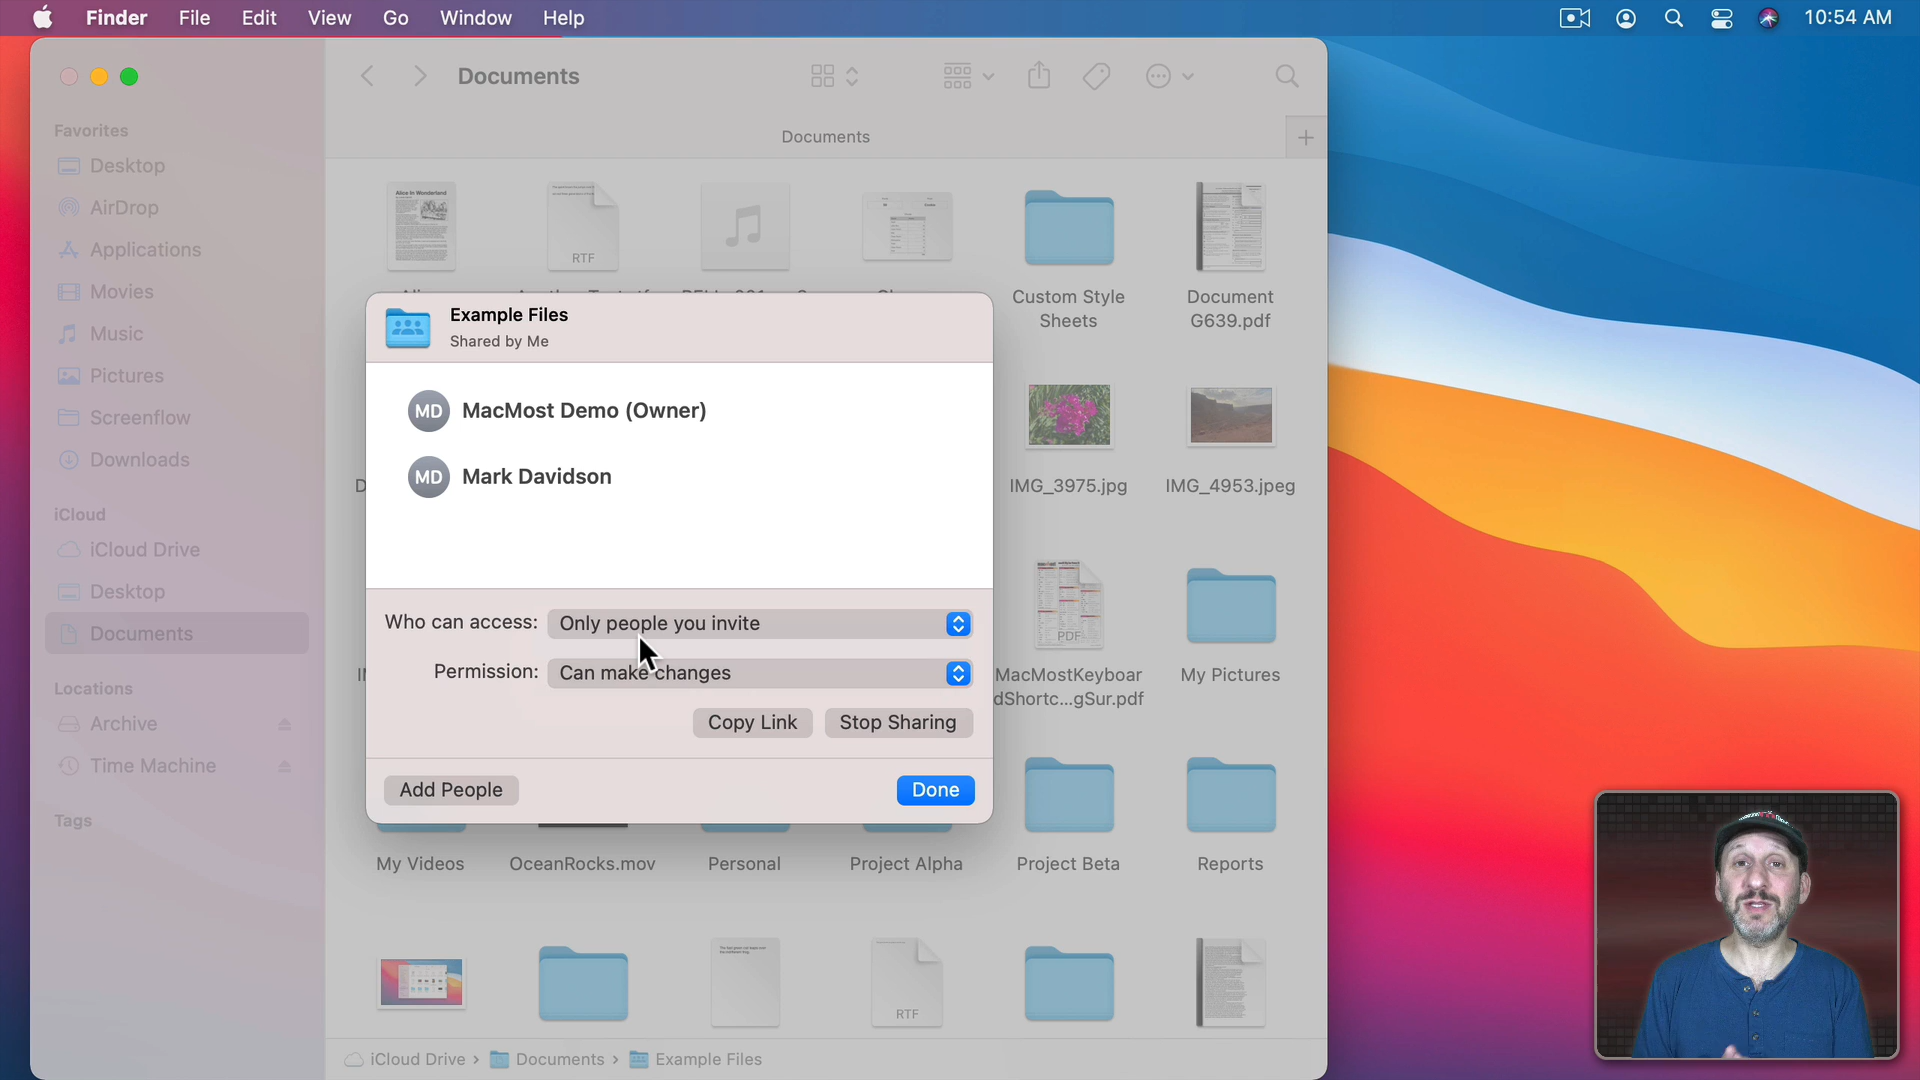 Finder File Edit View Go Window Help 10:54 AM
Documents
Documents
Favorites
Desktop
AirDrop
Applications
Movies
Music
Pictures
Screenflow
Downloads
iCloud
iCloud Drive
Desktop
Documents
Locations
Archive
Time Machine
Tags
Alice In Wonderland
RTF
Custom Style
Sheets
Document
G639.pdf
Example Files
Shared by Me
MD MacMost Demo (Owner)
MD Mark Davidson
IMG_3975.jpg
IMG_4953.jpeg
Who can access: Only people you invite
Permission: Can make changes
Copy Link Stop Sharing
Add People Done
PDF
MacMostKeyboar
dShortc...gSur.pdf
My Pictures
My Videos OceanRocks.mov Personal Project Alpha Project Beta Reports
RTF
iCloud Drive › Documents › Example Files